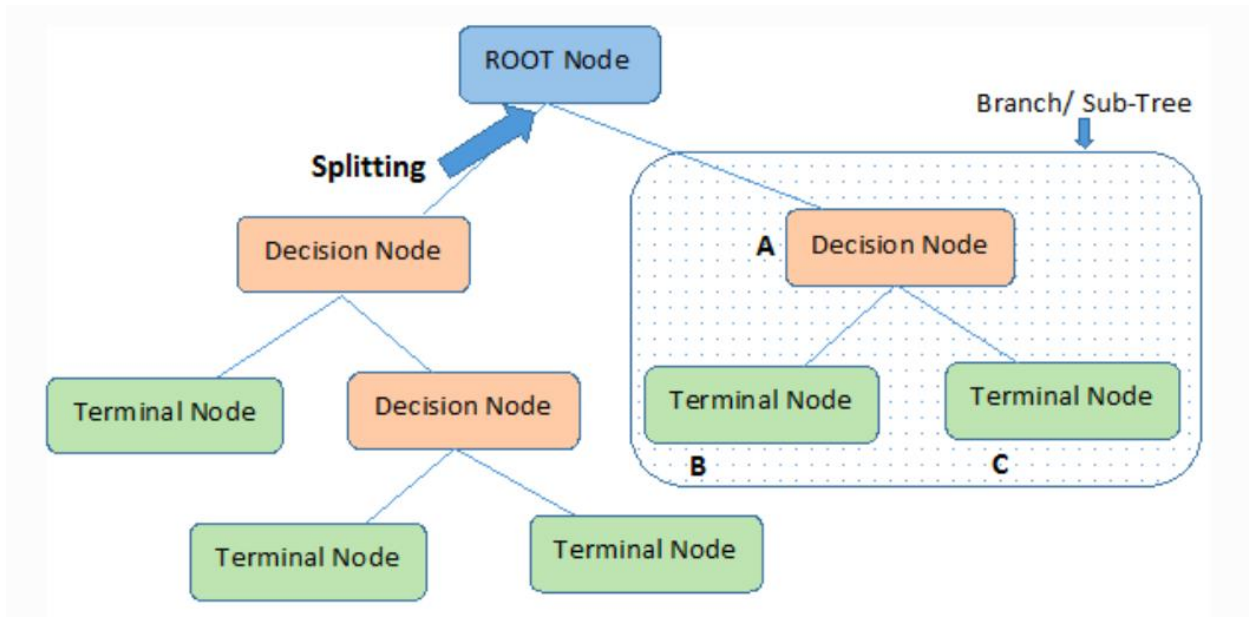 ROOT Node
Branch/ Sub-Tree
Splitting
Decision Node
A
Decision Node
Terminal Node
Decision Node
Terminal Node
Terminal Node
B
C
Terminal Node
Terminal Node